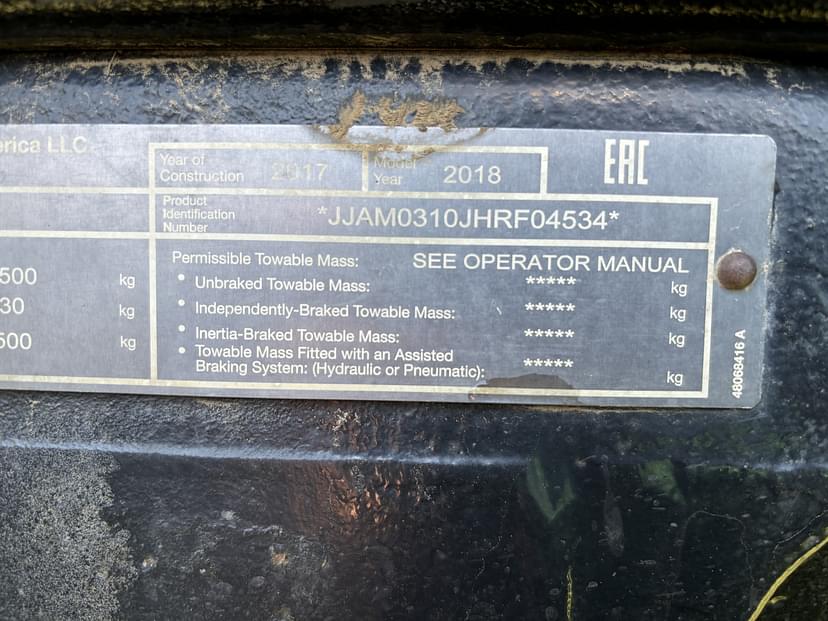 erica LLC
Year of
Construction 2017
Model
Year 2018
EAC
Product
Identification
Number
*JJAM0310JHRF04534*
500 kg
30 kg
500 kg
Permissible Towable Mass: SEE OPERATOR MANUAL
• Unbraked Towable Mass: ***** kg
• Independently-Braked Towable Mass: ***** kg
• Inertia-Braked Towable Mass: ***** kg
• Towable Mass Fitted with an Assisted
Braking System: (Hydraulic or Pneumatic): ***** kg
48068416 A